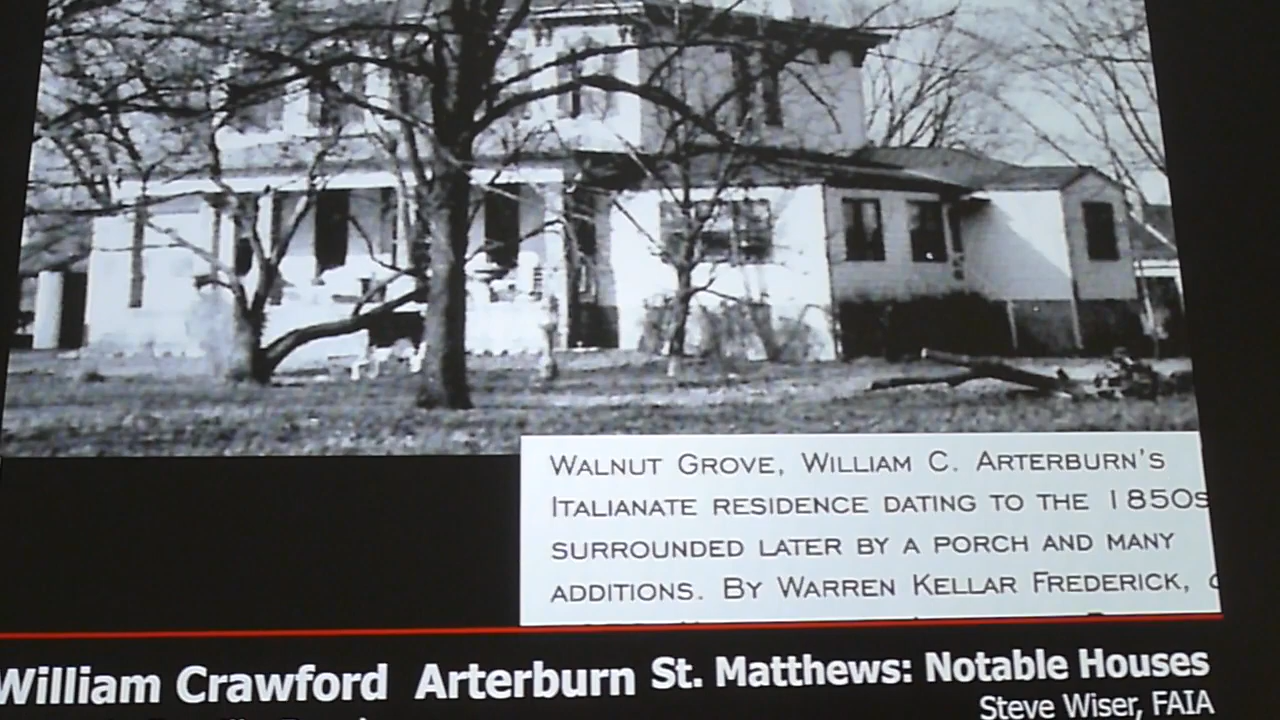 WALNUT GROVE, WILLIAM C. ARTERBURN'S
ITALIANATE RESIDENCE DATING TO THE 1850s
SURROUNDED LATER BY A PORCH AND MANY
ADDITIONS. BY WARREN KELLAR FREDERICK,
William Crawford Arterburn St. Matthews: Notable Houses
Steve Wiser, FAIA